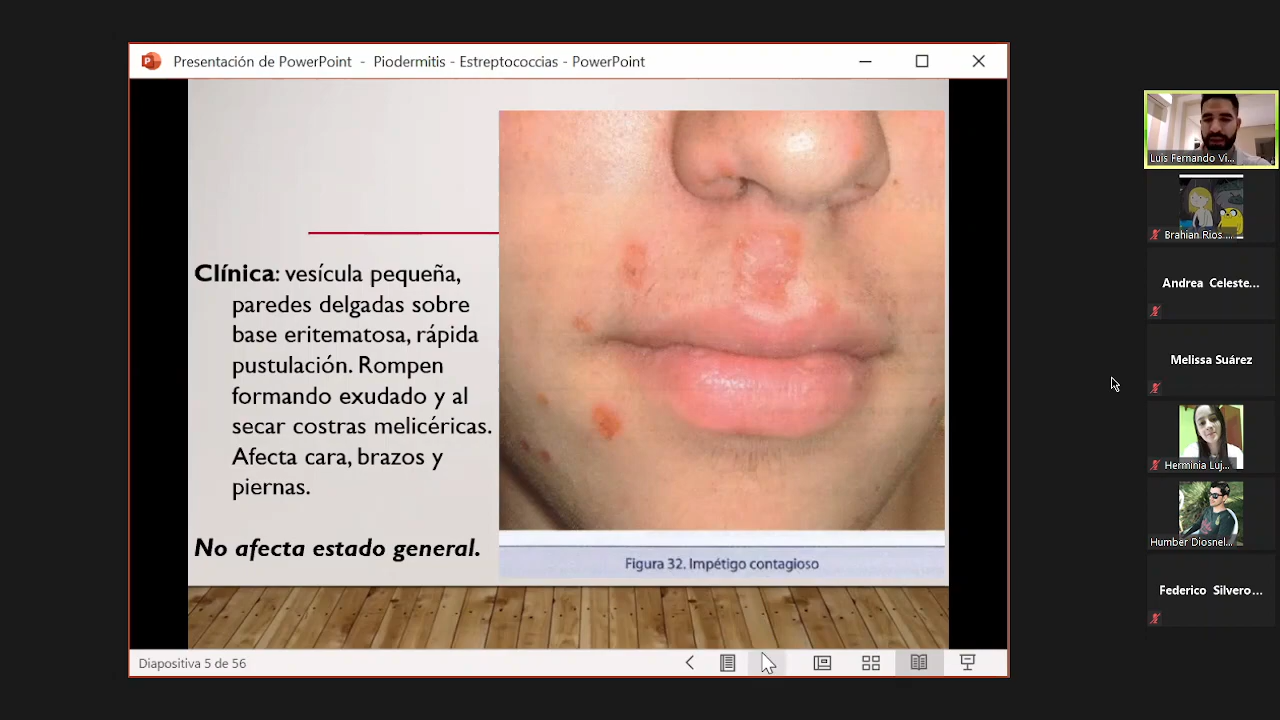 Presentación de PowerPoint - Piodermitis - Estreptococcias - PowerPoint
Clínica: vesícula pequeña,
paredes delgadas sobre
base eritematosa, rápida
pustulación. Rompen
formando exudado y al
secar costras melicéricas.
Afecta cara, brazos y
piernas.
No afecta estado general.
Figura 32. Impétigo contagioso
Diapositiva 5 de 56
Luis Fernando Vi...
Brahian Rios ...
Andrea Celeste...
Melissa Suárez
Herminia Luj...
Humber Diosnel...
Federico Silvero...